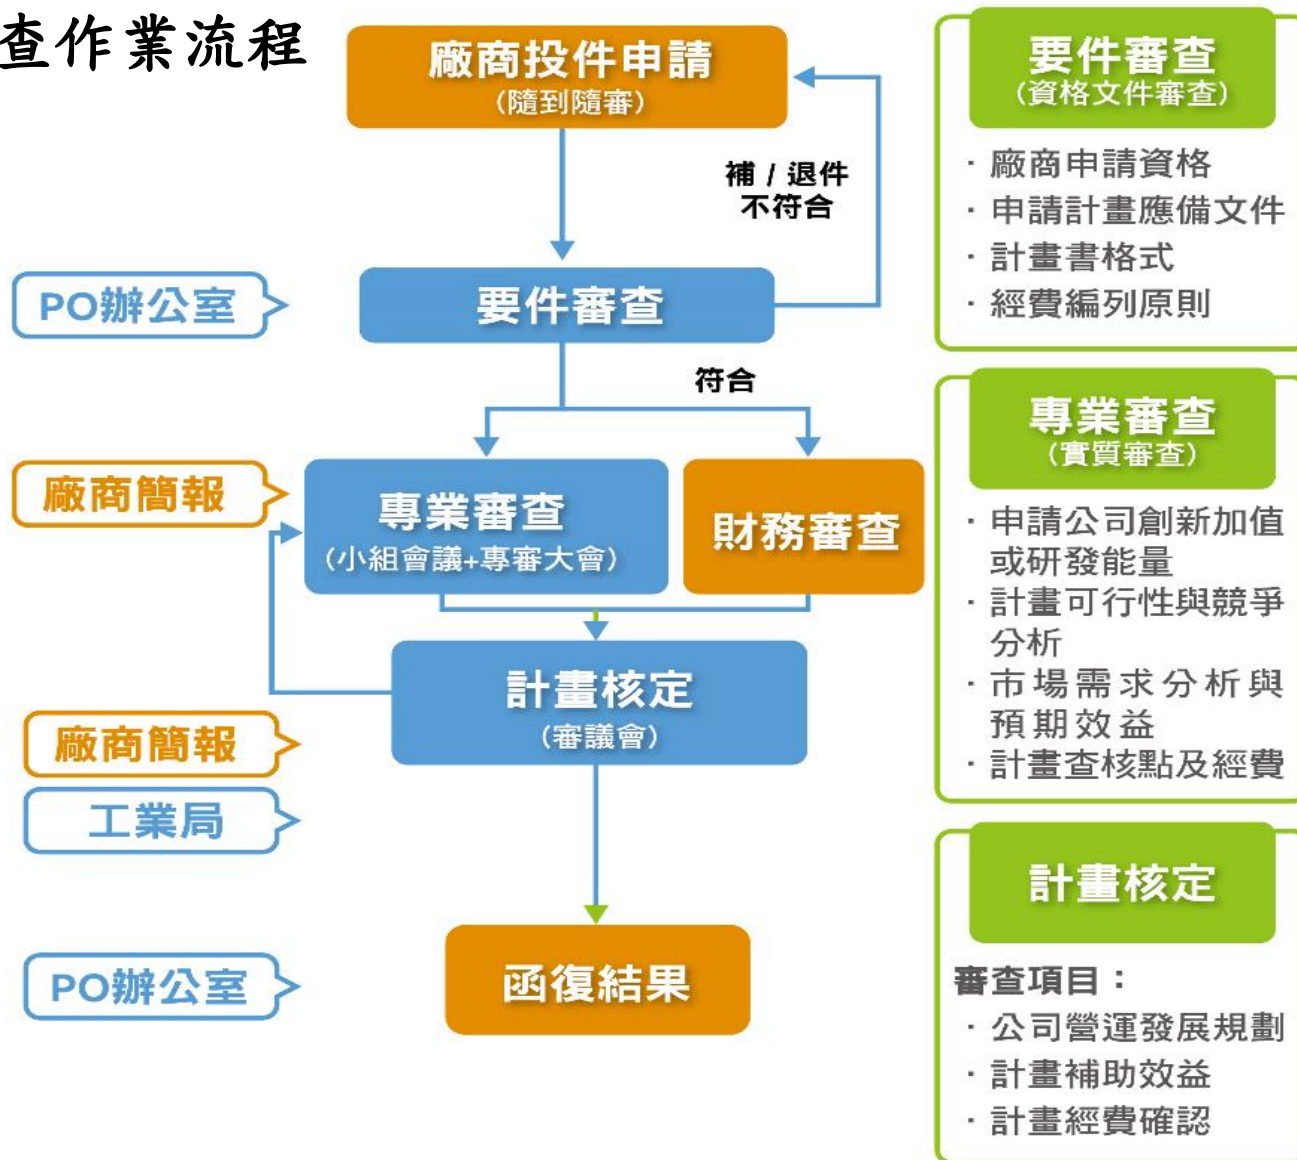 查作業流程
廠商投件申請
(隨到隨審)
補 / 退件
不符合
PO辦公室
要件審查
符合
廠商簡報
專業審查
(小組會議+專審大會)
財務審查
計畫核定
(審議會)
廠商簡報
工業局
PO辦公室
函復結果
要件審查
(資格文件審查)
· 廠商申請資格
· 申請計畫應備文件
· 計畫書格式
· 經費編列原則
專業審查
(實質審查)
· 申請公司創新加值
或研發能量
· 計畫可行性與競爭
分析
· 市場需求分析與
預期效益
· 計畫查核點及經費
計畫核定
審查項目：
· 公司營運發展規劃
· 計畫補助效益
· 計畫經費確認